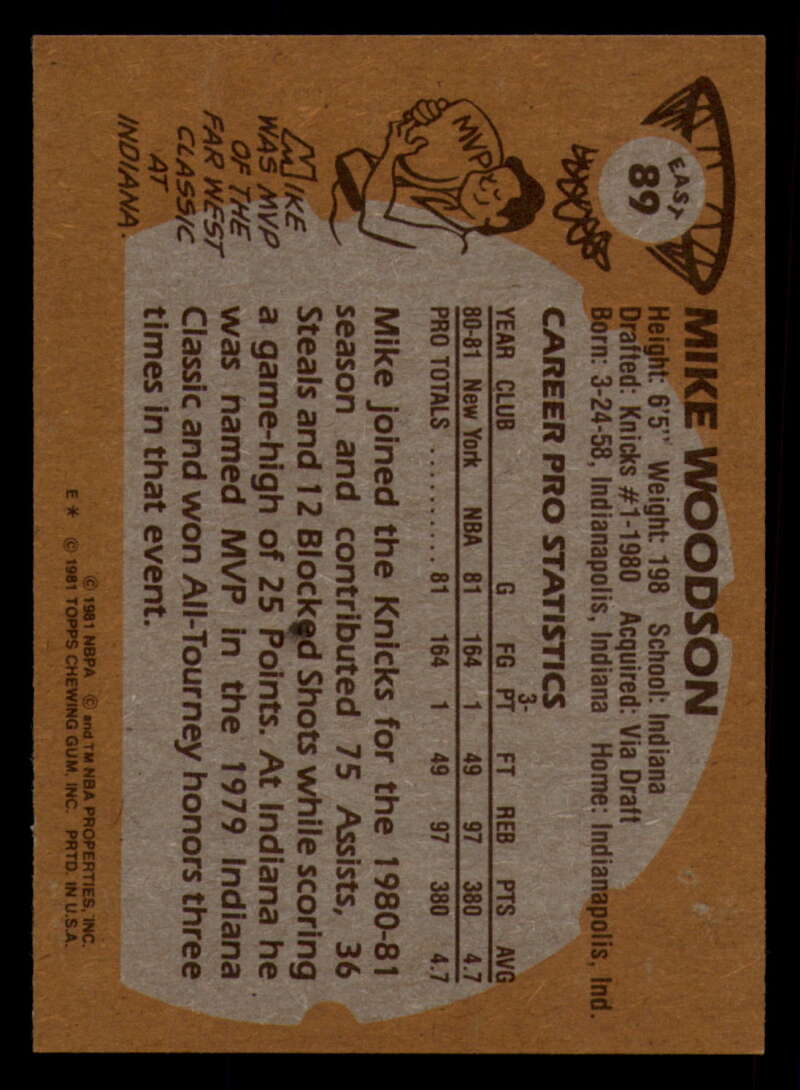 EAST
89
MIKE WOODSON
Height: 6'5" Weight: 198 School: Indiana
Drafted: Knicks #1-1980 Acquired: Via Draft
Born: 3-24-58, Indianapolis, Indiana Home: Indianapolis, Ind.
CAREER PRO STATISTICS
3-
YEAR CLUB G FG PT FT REB PTS AVG
80-81 New York NBA 81 164 1 49 97 380 4.7
PRO TOTALS .......... 81 164 1 49 97 380 4.7
Mike joined the Knicks for the 1980-81
season and contributed 75 Assists, 36
Steals and 12 Blocked Shots while scoring
a game-high of 25 Points. At Indiana he
was named MVP in the 1979 Indiana
Classic and won All-Tourney honors three
times in that event.
MVP
MIKE
WAS MVP
OF THE
FAR WEST
CLASSIC
AT
INDIANA.
© 1981 NBPA © and TM NBA PROPERTIES, INC.
E* © 1981 TOPPS CHEWING GUM, INC. PRTD. IN U.S.A.